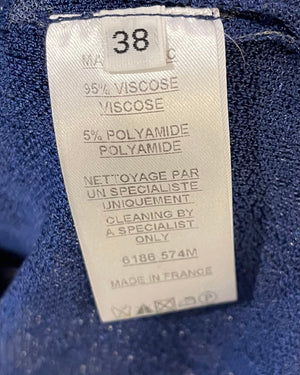 38
95% VISCOSE
VISCOSE
5% POLYAMIDE
POLYAMIDE
NETTOYAGE PAR
UN SPECIALISTE
UNIQUEMENT
CLEANING BY
A SPECIALIST
ONLY
6186 574M
MADE IN FRANCE